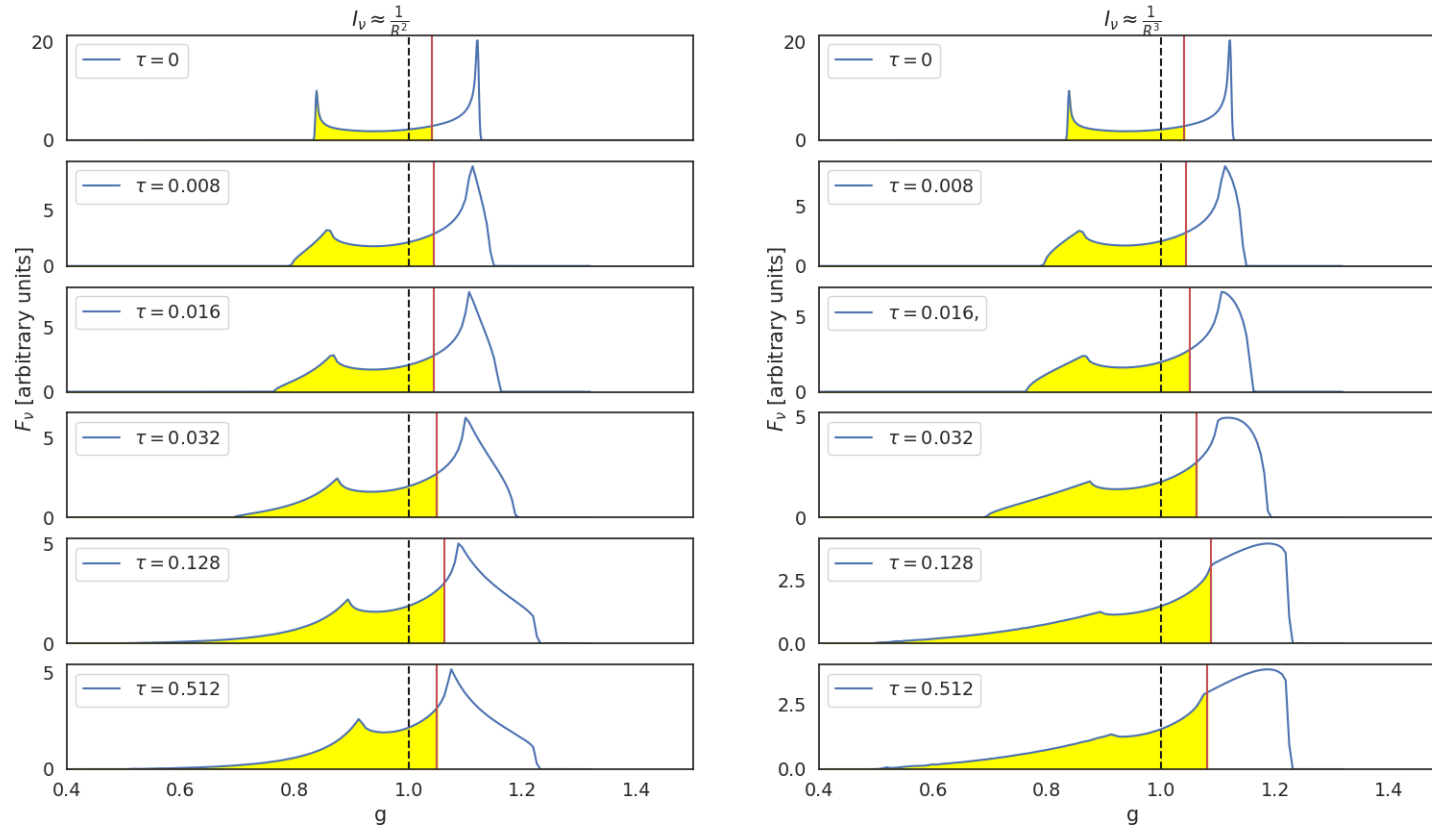 I_ν ≈ 1/R²
20
0
τ = 0
5
0
τ = 0.008
5
0
τ = 0.016
5
0
τ = 0.032
5
0
τ = 0.128
5
0
τ = 0.512
0.4 0.6 0.8 1.0 1.2 1.4
g
F_ν [arbitrary units]
I_ν ≈ 1/R³
20
0
τ = 0
5
0
τ = 0.008
5
0
τ = 0.016,
5
0
τ = 0.032
2.5
0.0
τ = 0.128
2.5
0.0
τ = 0.512
0.4 0.6 0.8 1.0 1.2 1.4
g
F_ν [arbitrary units]